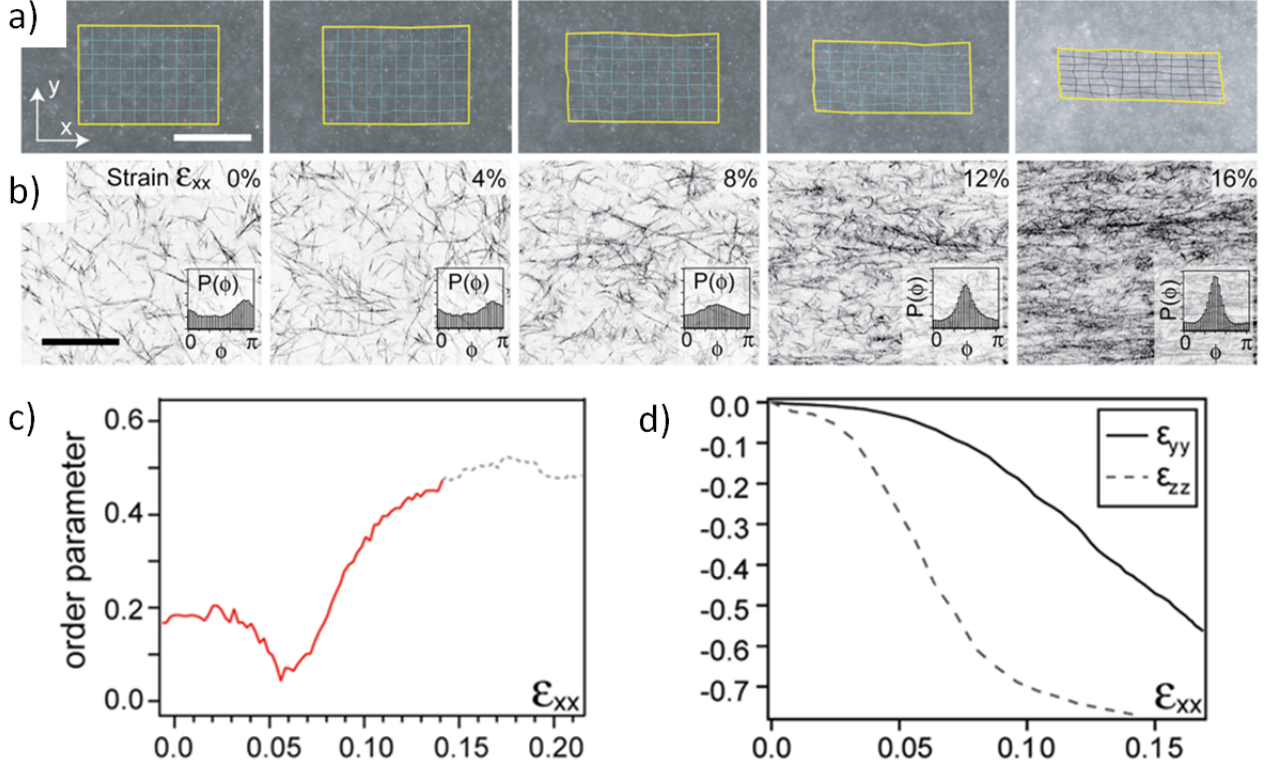 a)
y
x
b)
Strain εxx 0%
4%
8%
12%
16%
P(ϕ)
0 ϕ π
P(ϕ)
0 ϕ π
P(ϕ)
0 ϕ π
P(ϕ)
0 ϕ π
P(ϕ)
0 ϕ π
c)
order parameter
0.6
0.4
0.2
0.0
εxx
0.0 0.05 0.10 0.15 0.20
d)
0.0
-0.1
-0.2
-0.3
-0.4
-0.5
-0.6
-0.7
εyy
εzz
εxx
0.0 0.05 0.10 0.15